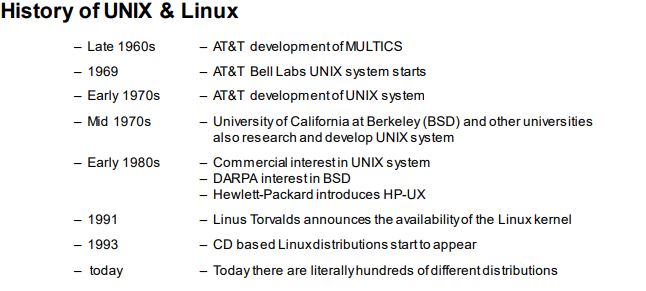 History of UNIX & Linux
– Late 1960s – AT&T development of MULTICS
– 1969 – AT&T Bell Labs UNIX system starts
– Early 1970s – AT&T development of UNIX system
– Mid 1970s – University of California at Berkeley (BSD) and other universities
also research and develop UNIX system
– Early 1980s – Commercial interest in UNIX system
– DARPA interest in BSD
– Hewlett-Packard introduces HP-UX
– 1991 – Linus Torvalds announces the availability of the Linux kernel
– 1993 – CD based Linux distributions start to appear
– today – Today there are literally hundreds of different distributions